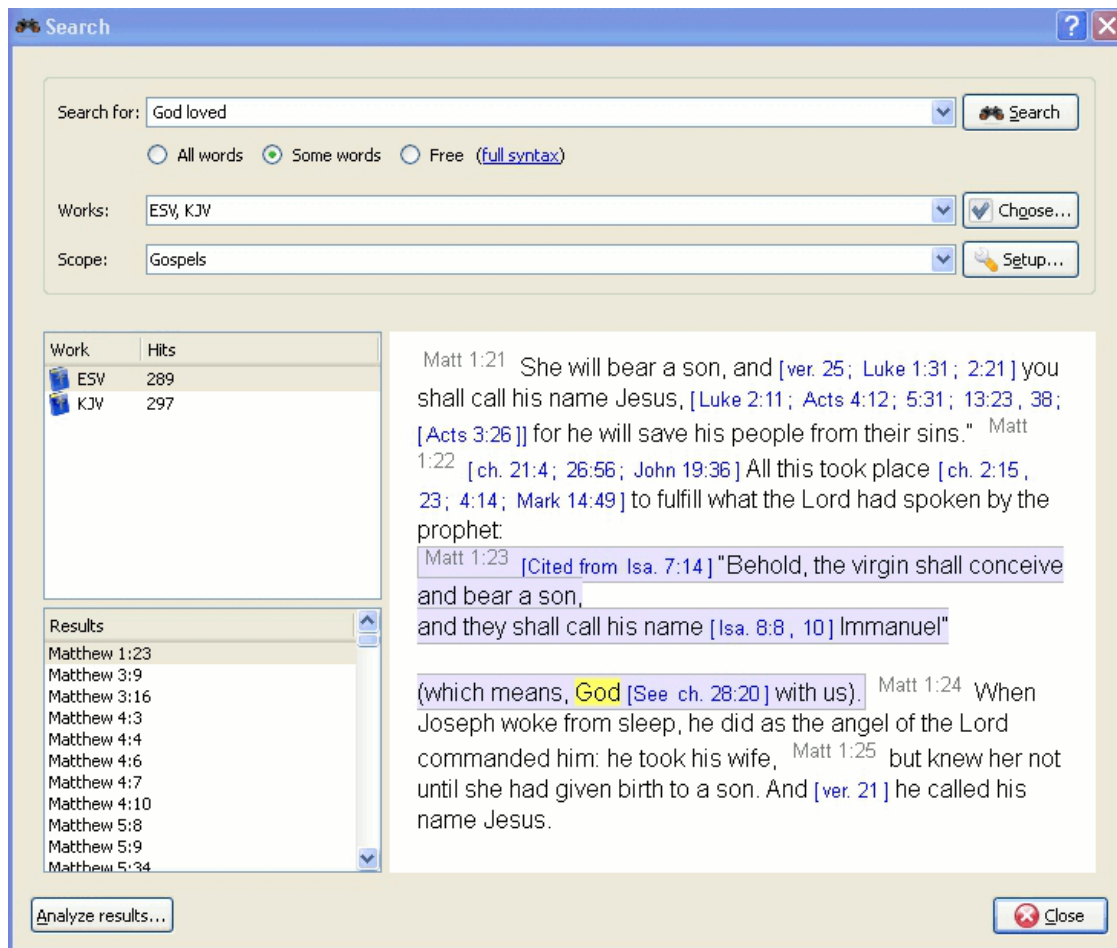 Search
Search for: God loved Search
All words Some words Free (full syntax)
Works: ESV, KJV Choose...
Scope: Gospels Setup...
Work Hits
ESV 289
KJV 297
Results
Matthew 1:23
Matthew 3:9
Matthew 3:16
Matthew 4:3
Matthew 4:4
Matthew 4:6
Matthew 4:7
Matthew 4:10
Matthew 5:8
Matthew 5:9
Matthew 5:34
Matt 1:21 She will bear a son, and [ver. 25; Luke 1:31; 2:21] you
shall call his name Jesus, [Luke 2:11; Acts 4:12; 5:31; 13:23, 38;
[Acts 3:26]] for he will save his people from their sins." Matt
1:22 [ch. 21:4; 26:56; John 19:36] All this took place [ch. 2:15,
23; 4:14; Mark 14:49] to fulfill what the Lord had spoken by the
prophet:
Matt 1:23 [Cited from Isa. 7:14] "Behold, the virgin shall conceive
and bear a son,
and they shall call his name [Isa. 8:8, 10] Immanuel"
(which means, God [See ch. 28:20] with us). Matt 1:24 When
Joseph woke from sleep, he did as the angel of the Lord
commanded him: he took his wife, Matt 1:25 but knew her not
until she had given birth to a son. And [ver. 21] he called his
name Jesus.
Analyze results... Close